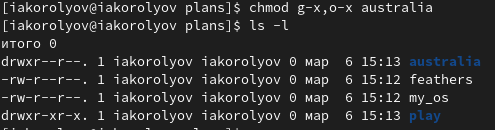 [iakorolyov@iakorolyov plans]$ chmod g-x,o-x australia
[iakorolyov@iakorolyov plans]$ ls -l
итого 0
drwxr--r--. 1 iakorolyov iakorolyov 0 мар  6 15:13 australia
-rw-r--r--. 1 iakorolyov iakorolyov 0 мар  6 15:12 feathers
-rw-r--r--. 1 iakorolyov iakorolyov 0 мар  6 15:12 my_os
drwxr-xr-x. 1 iakorolyov iakorolyov 0 мар  6 15:13 play